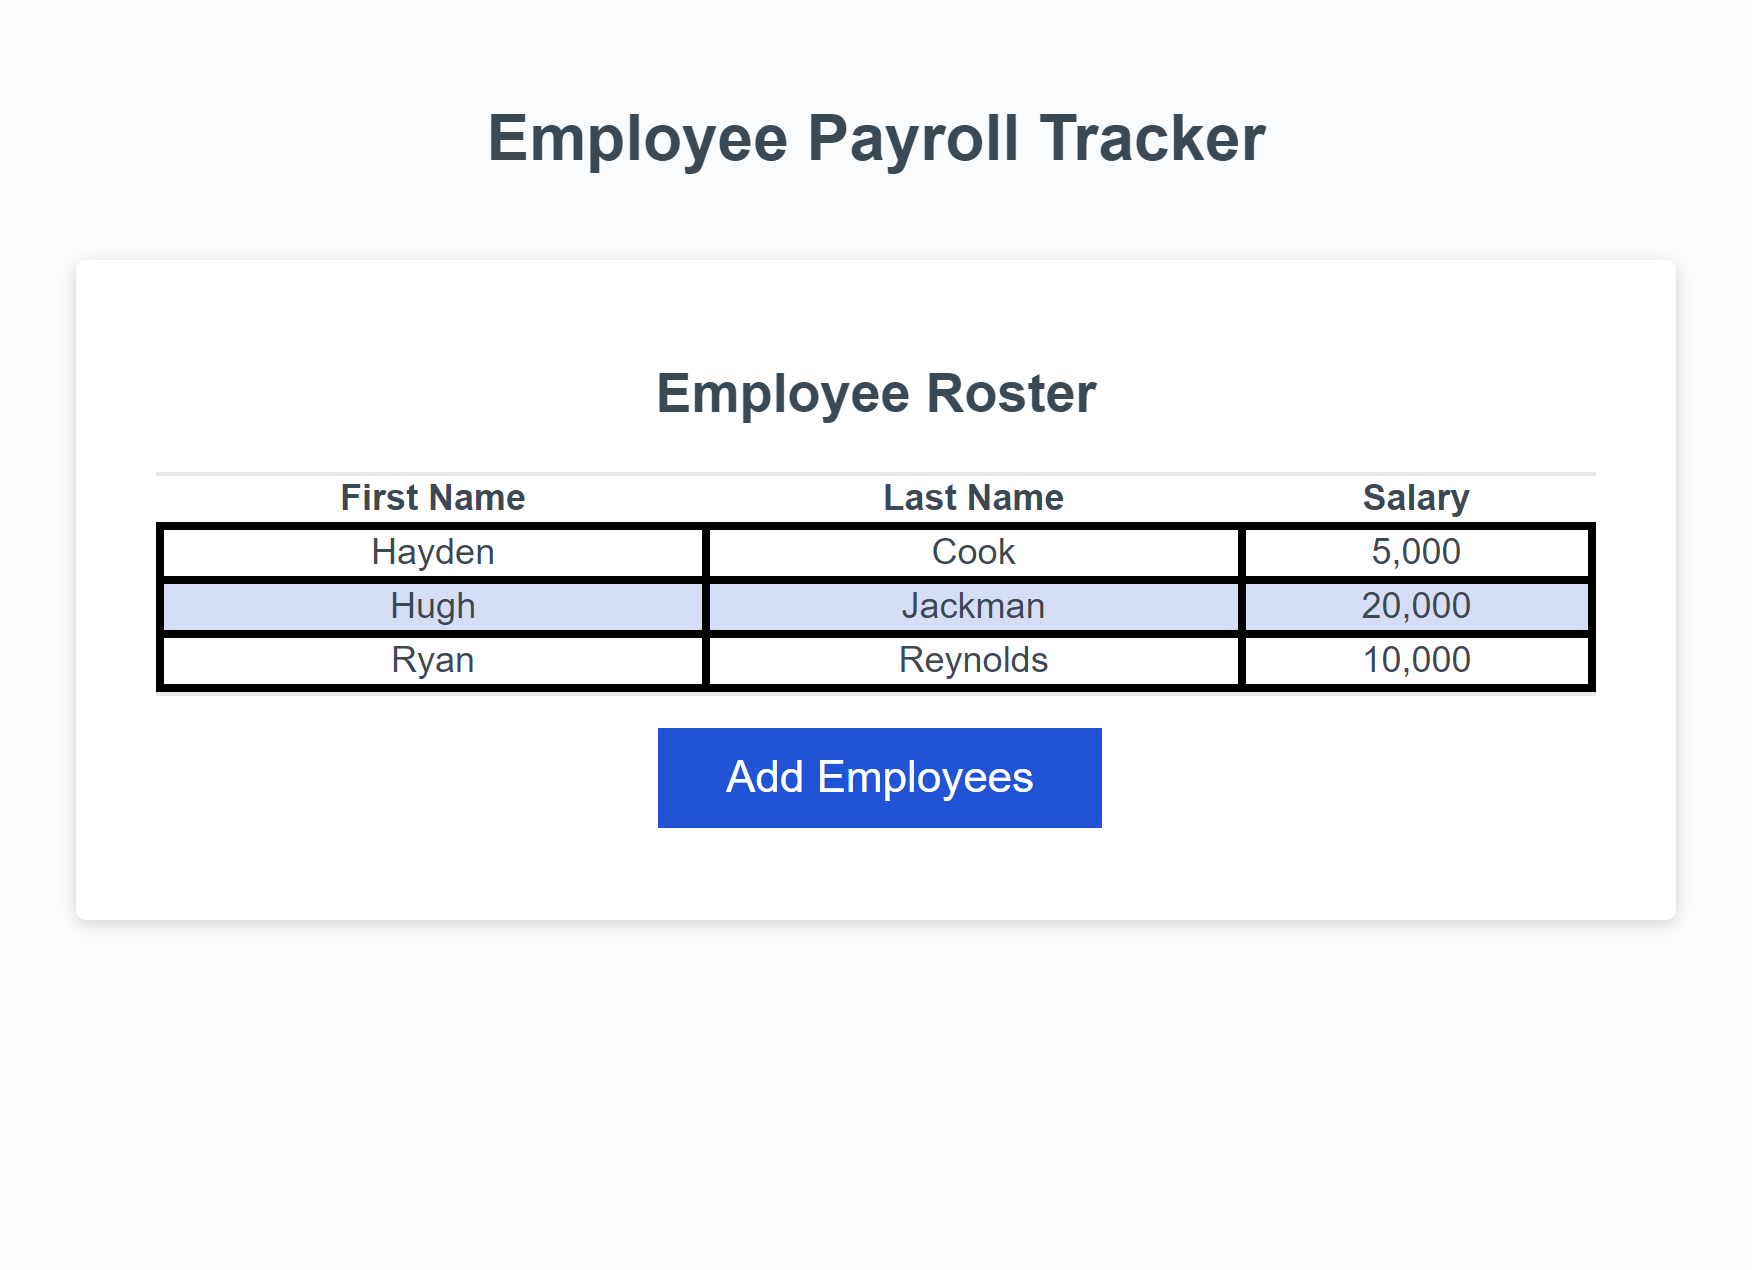 Employee Payroll Tracker
Employee Roster
First Name Last Name Salary
Hayden Cook 5,000
Hugh Jackman 20,000
Ryan Reynolds 10,000
Add Employees